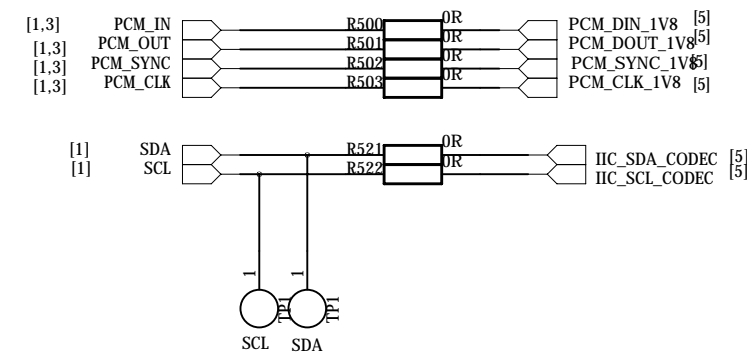 [1,3] PCM_IN R500 0R PCM_DIN_1V8 [5]
[1,3] PCM_OUT R501 0R PCM_DOUT_1V8 [5]
[1,3] PCM_SYNC R502 0R PCM_SYNC_1V8 [5]
[1,3] PCM_CLK R503 0R PCM_CLK_1V8 [5]
[1] SDA R521 0R IIC_SDA_CODEC [5]
[1] SCL R522 0R IIC_SCL_CODEC [5]
1 1
TP1 TP1
SCL SDA